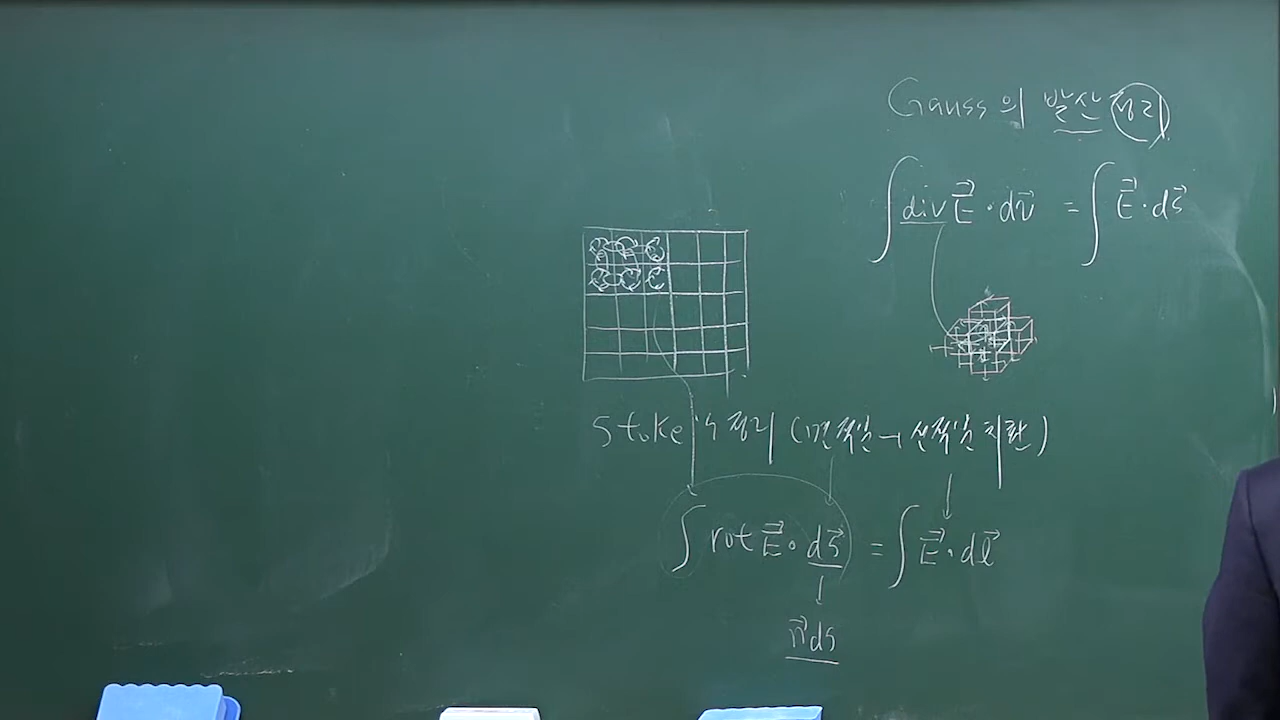 Gauss의 발산 정리
∫ div E⃗ · dv⃗ = ∫ E⃗ · ds⃗
Stoke's 정리 (면적분 → 선적분 치환)
∫ rot E⃗ · ds⃗ = ∫ E⃗ · dl⃗
n⃗ds